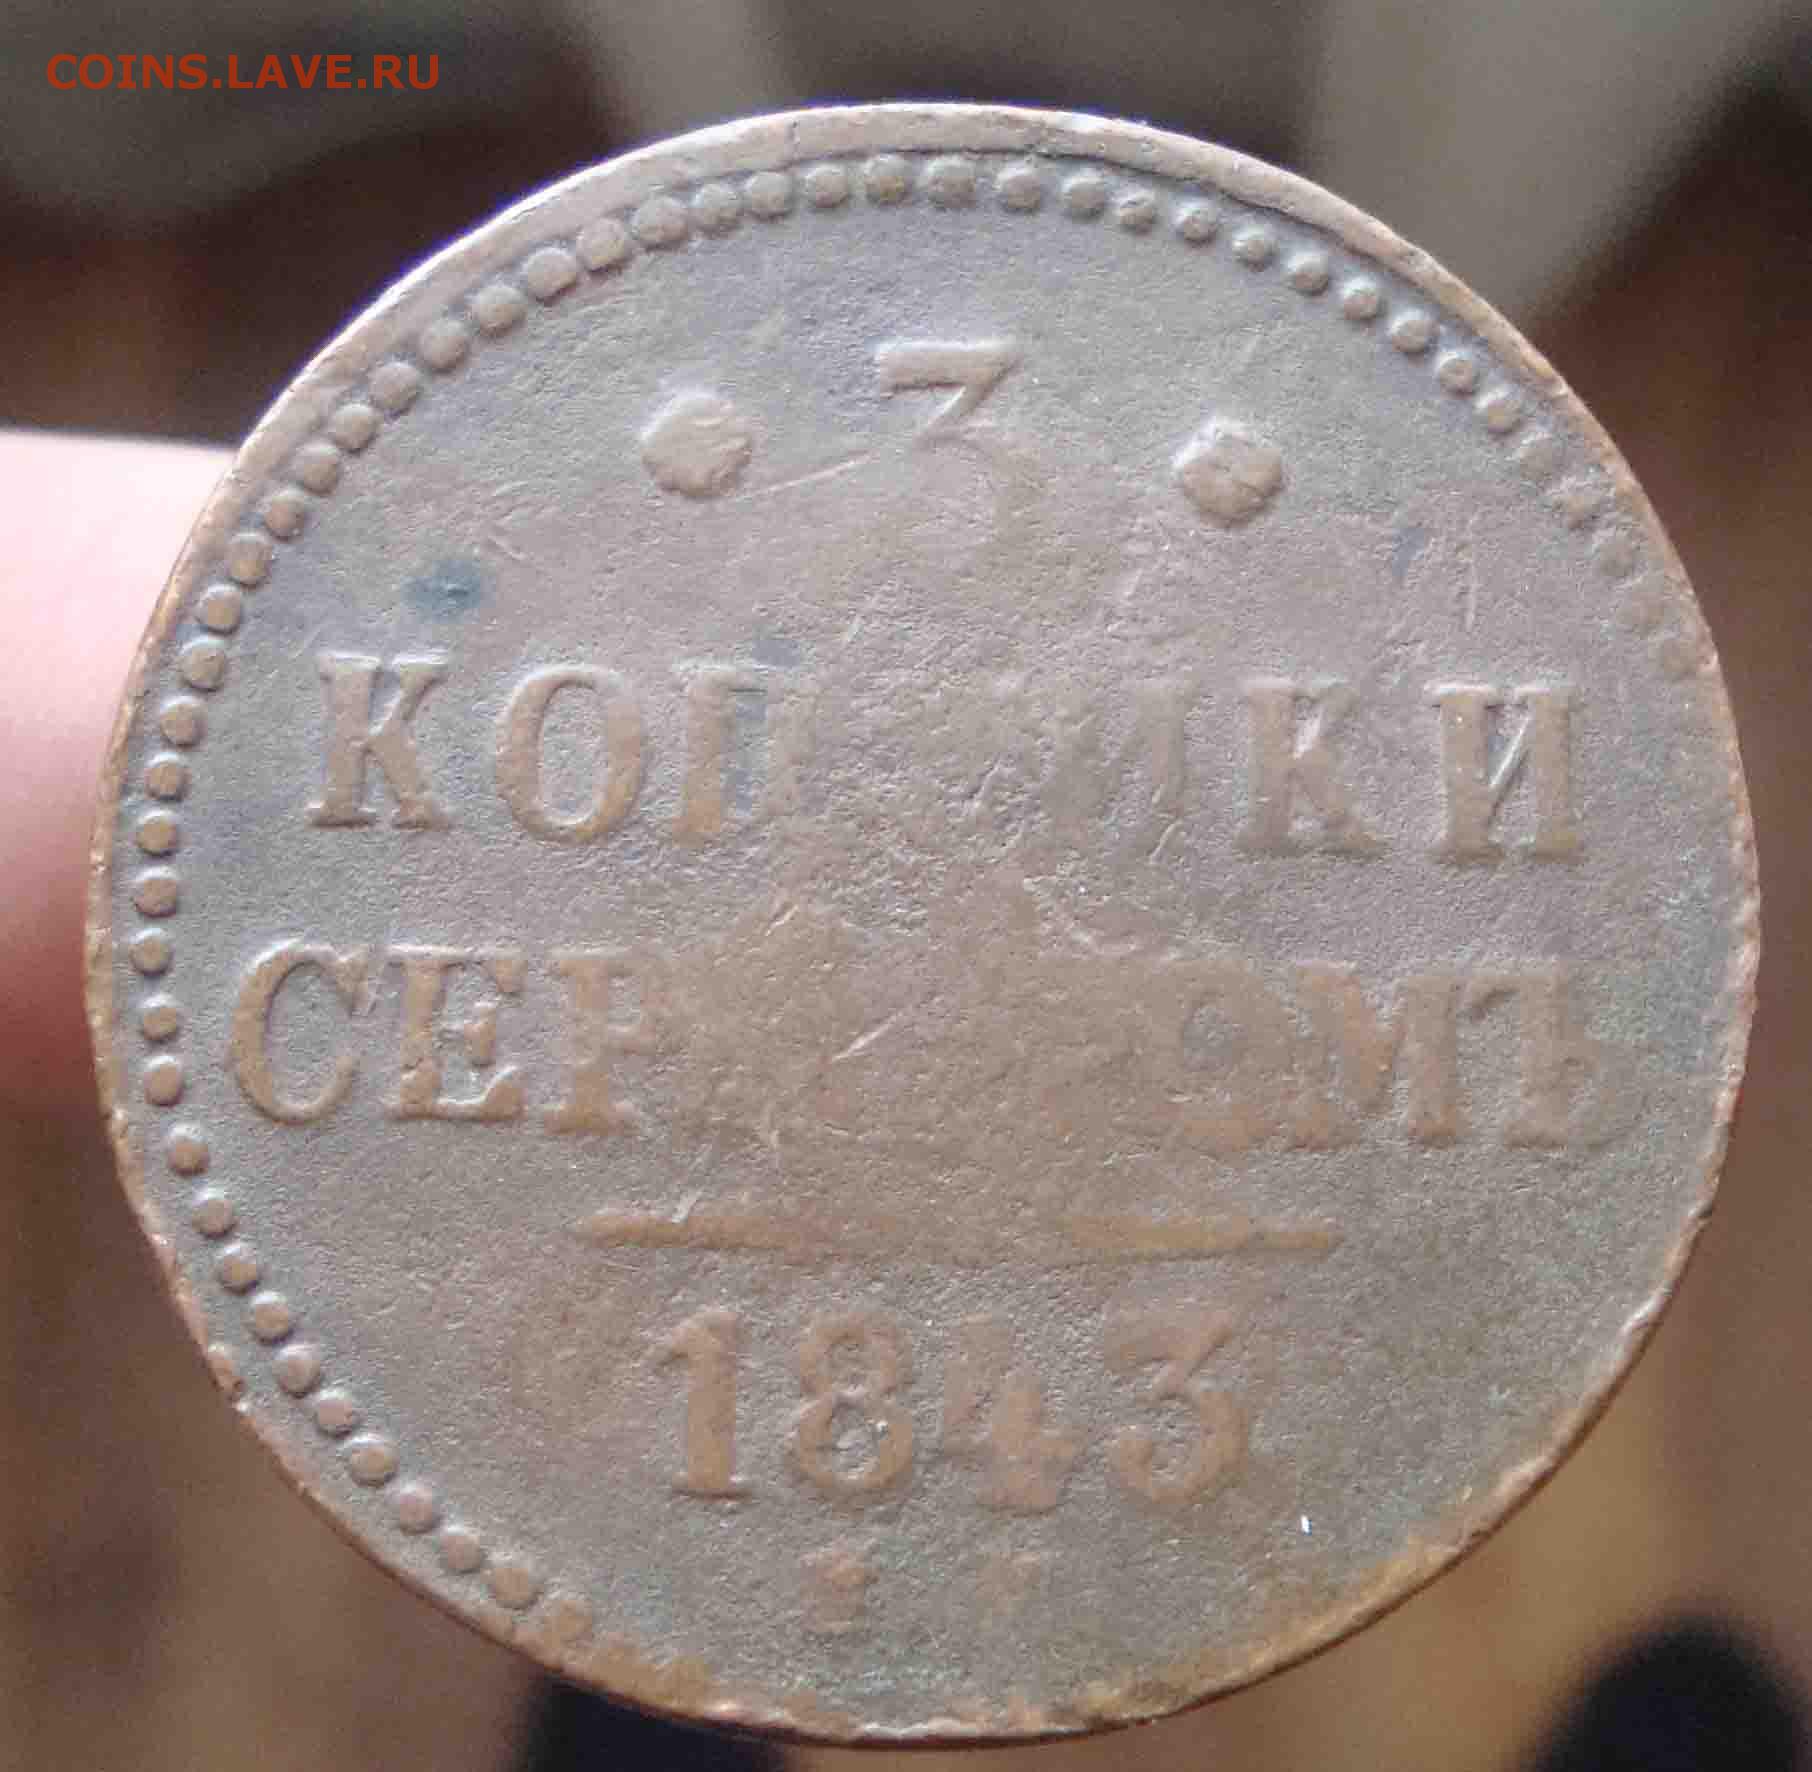 COINS.LAVE.RU
• 3 •
КОПѢЙКИ
СЕРЕБРОМЪ
1843